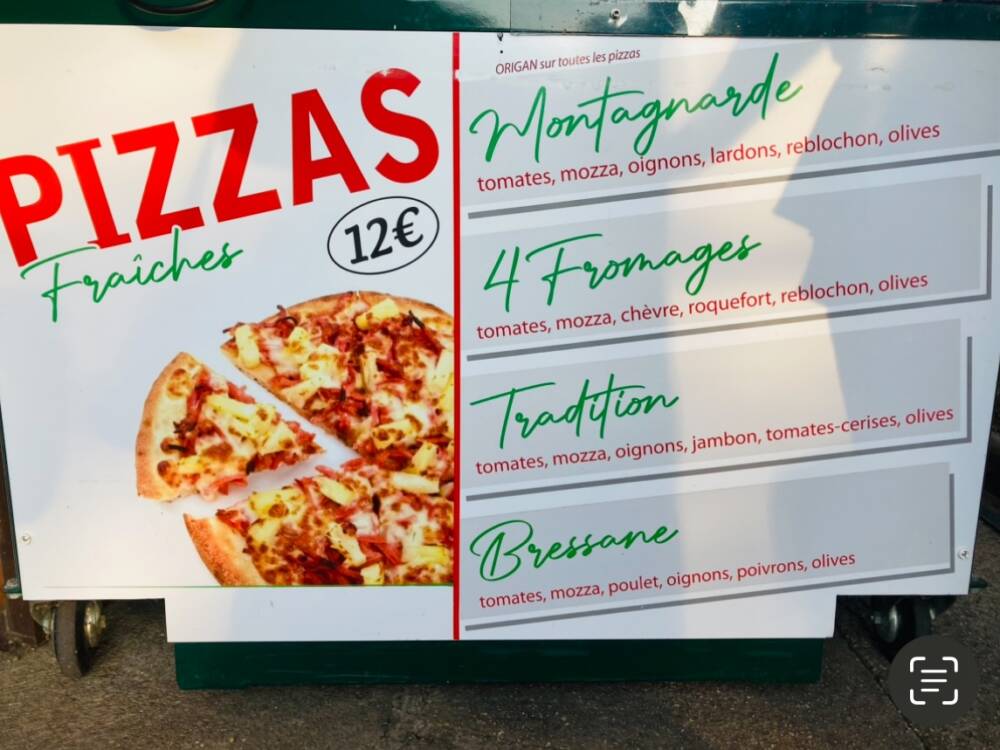 PIZZAS
Fraîches
12€
ORIGAN sur toutes les pizzas
Montagnarde
tomates, mozza, oignons, lardons, reblochon, olives
4 Fromages
tomates, mozza, chèvre, roquefort, reblochon, olives
Tradition
tomates, mozza, oignons, jambon, tomates-cerises, olives
Bressane
tomates, mozza, poulet, oignons, poivrons, olives